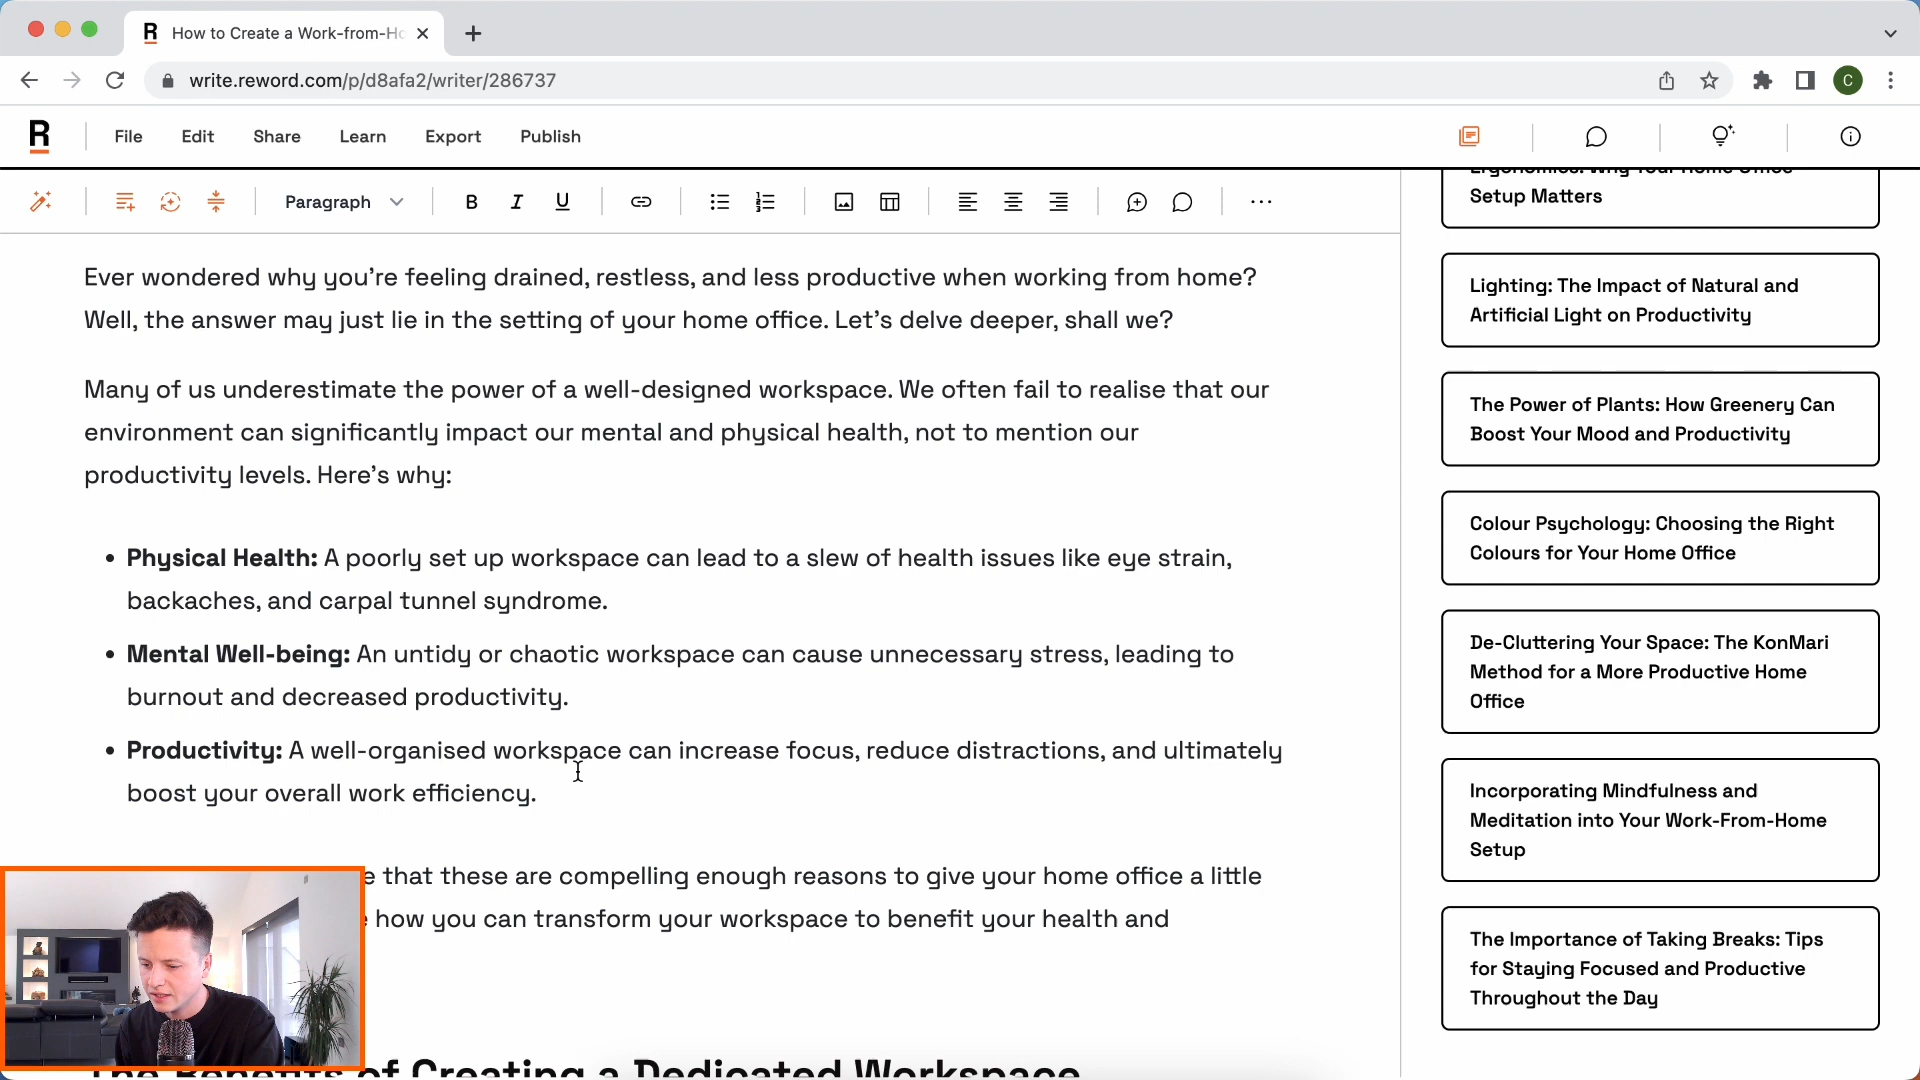 R How to Create a Work-from-Ho
write.reword.com/p/d8afa2/writer/286737
C
R File Edit Share Learn Export Publish
Paragraph B I U
Ever wondered why you're feeling drained, restless, and less productive when working from home?
Well, the answer may just lie in the setting of your home office. Let's delve deeper, shall we?
Many of us underestimate the power of a well-designed workspace. We often fail to realise that our
environment can significantly impact our mental and physical health, not to mention our
productivity levels. Here's why:
• Physical Health: A poorly set up workspace can lead to a slew of health issues like eye strain,
backaches, and carpal tunnel syndrome.
• Mental Well-being: An untidy or chaotic workspace can cause unnecessary stress, leading to
burnout and decreased productivity.
• Productivity: A well-organised workspace can increase focus, reduce distractions, and ultimately
boost your overall work efficiency.
that these are compelling enough reasons to give your home office a little
how you can transform your workspace to benefit your health and
The Benefits of Creating a Dedicated Workspace
Ergonomics: Why Your Home Office
Setup Matters
Lighting: The Impact of Natural and
Artificial Light on Productivity
The Power of Plants: How Greenery Can
Boost Your Mood and Productivity
Colour Psychology: Choosing the Right
Colours for Your Home Office
De-Cluttering Your Space: The KonMari
Method for a More Productive Home
Office
Incorporating Mindfulness and
Meditation into Your Work-From-Home
Setup
The Importance of Taking Breaks: Tips
for Staying Focused and Productive
Throughout the Day